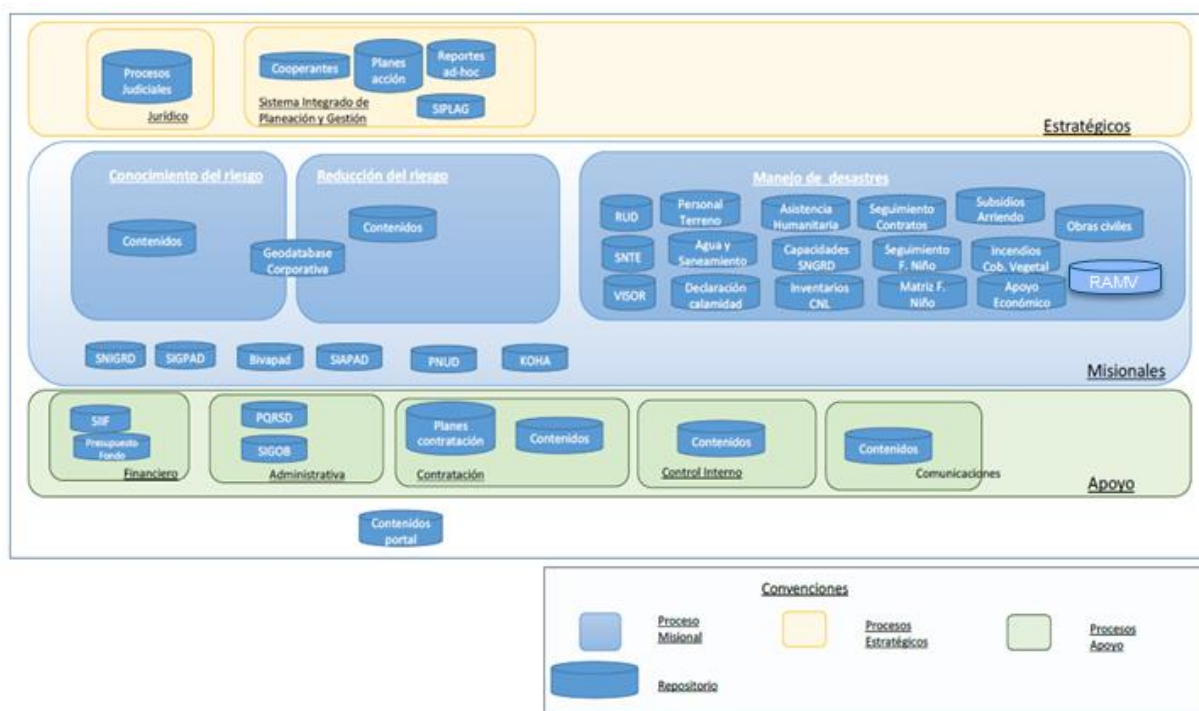 Procesos
Judiciales
Jurídico
Cooperantes
Planes
acción
Reportes
ad-hoc
Sistema Integrado de
Planeación y Gestión
SIPLAG
Estratégicos
Conocimiento del riesgo
Contenidos
Geodatabase
Corporativa
Reducción del riesgo
Contenidos
Manejo de desastres
RUD
Personal
Terreno
Asistencia
Humanitaria
Seguimiento
Contratos
Subsidios
Arriendo
Obras civiles
SNTE
Agua y
Saneamiento
Capacidades
SNGRD
Seguimiento
F. Niño
Incendios
Cob. Vegetal
RAMV
VISOR
Declaración
calamidad
Inventarios
CNL
Matriz F.
Niño
Apoyo
Económico
SNIGRD
SIGPAD
Bivapad
SIAPAD
PNUD
KOHA
Misionales
SIIF
Presupuesto
Fondo
Financiero
PQRSD
SIGOB
Administrativa
Planes
contratación
Contenidos
Contratación
Contenidos
Control Interno
Contenidos
Comunicaciones
Apoyo
Contenidos
portal
Convenciones
Proceso
Misional
Procesos
Estratégicos
Procesos
Apoyo
Repositorio